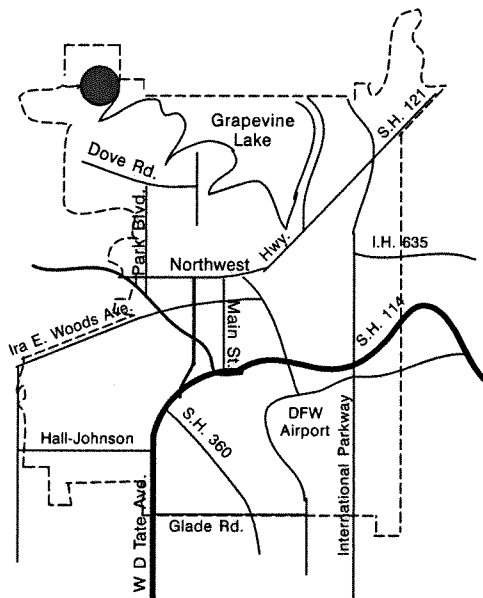 Grapevine
Lake
S.H. 121
Dove Rd.
Park Blvd.
Northwest Hwy.
I.H. 635
Ira E. Woods Ave.
Main St.
S.H. 114
Hall-Johnson
S.H. 360
DFW
Airport
International Parkway
W D Tate Ave.
Glade Rd.